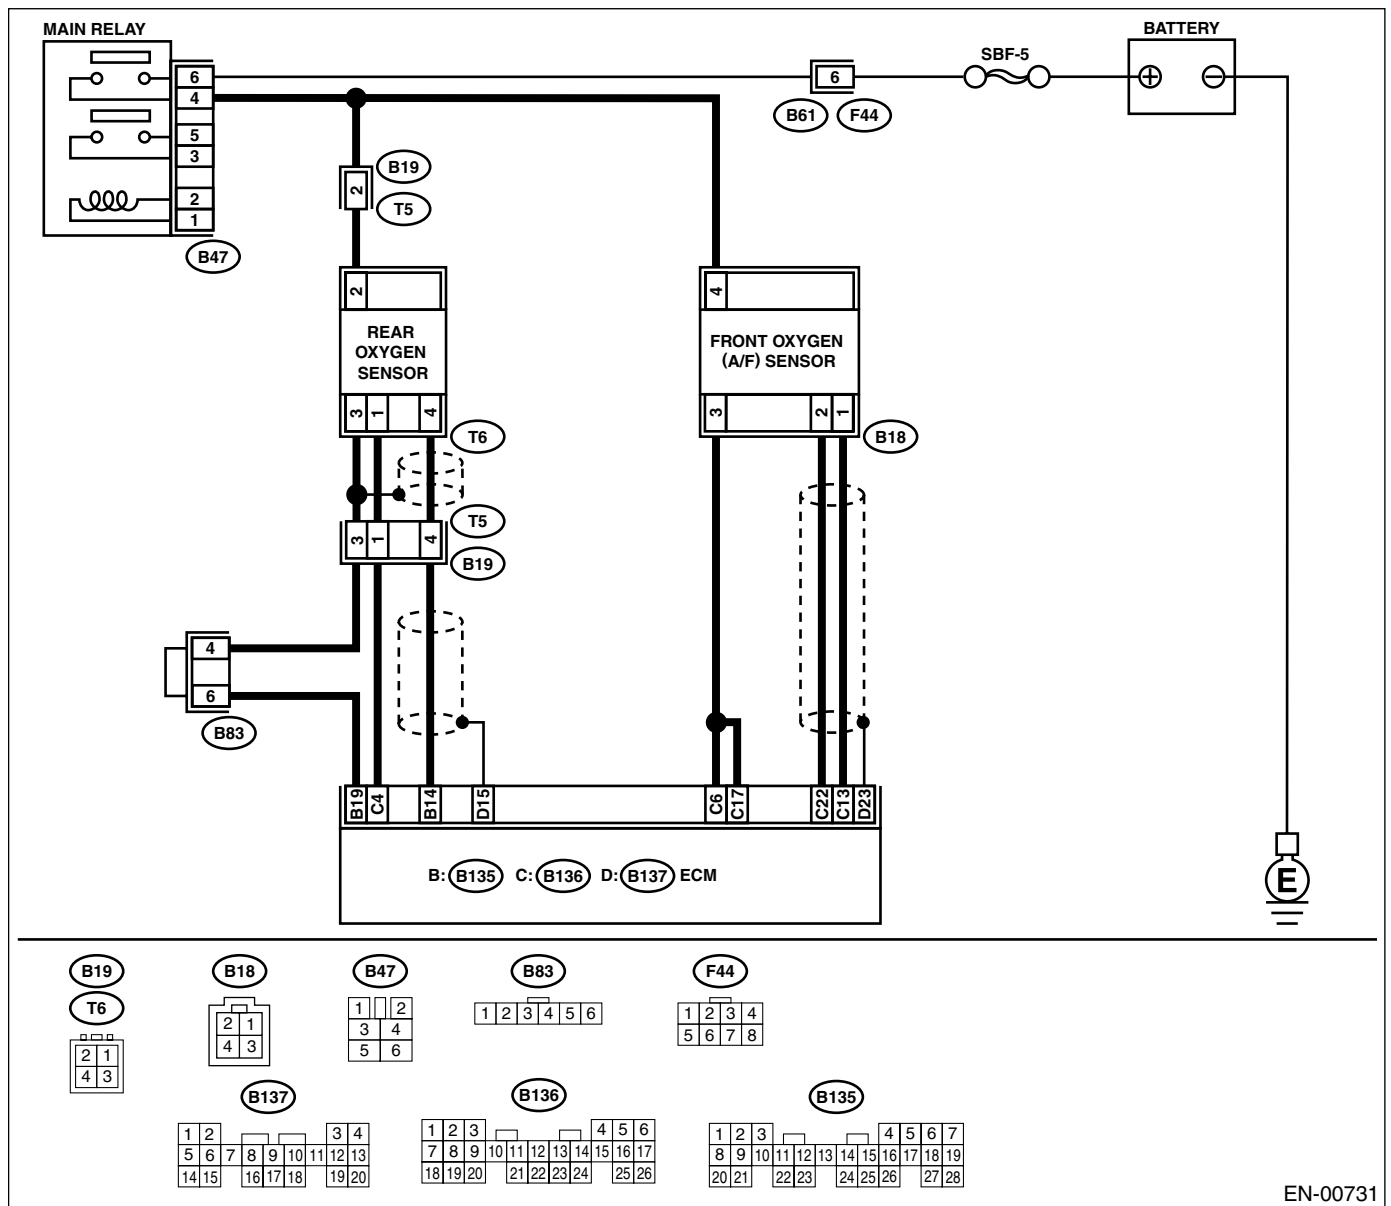 MAIN RELAY
BATTERY
SBF-5
6
4
5
3
2
1
B47
6
B61 F44
+ −
2
B19
T5
2
REAR
OXYGEN
SENSOR
3 1 4
T6
4
FRONT OXYGEN
(A/F) SENSOR
3 2 1
B18
T5
3 1 4
B19
4
6
B83
B19 C4 B14 D15 C6 C17 C22 C13 D23
B: B135 C: B136 D: B137 ECM
E
B19
T6
2 1
4 3
B18
2 1
4 3
B47
1 2
3 4
5 6
B83
1 2 3 4 5 6
F44
1 2 3 4
5 6 7 8
B137
1 2 3 4
5 6 7 8 9 10 11 12 13
14 15 16 17 18 19 20
B136
1 2 3 4 5 6
7 8 9 10 11 12 13 14 15 16 17
18 19 20 21 22 23 24 25 26
B135
1 2 3 4 5 6 7
8 9 10 11 12 13 14 15 16 17 18 19
20 21 22 23 24 25 26 27 28
EN-00731